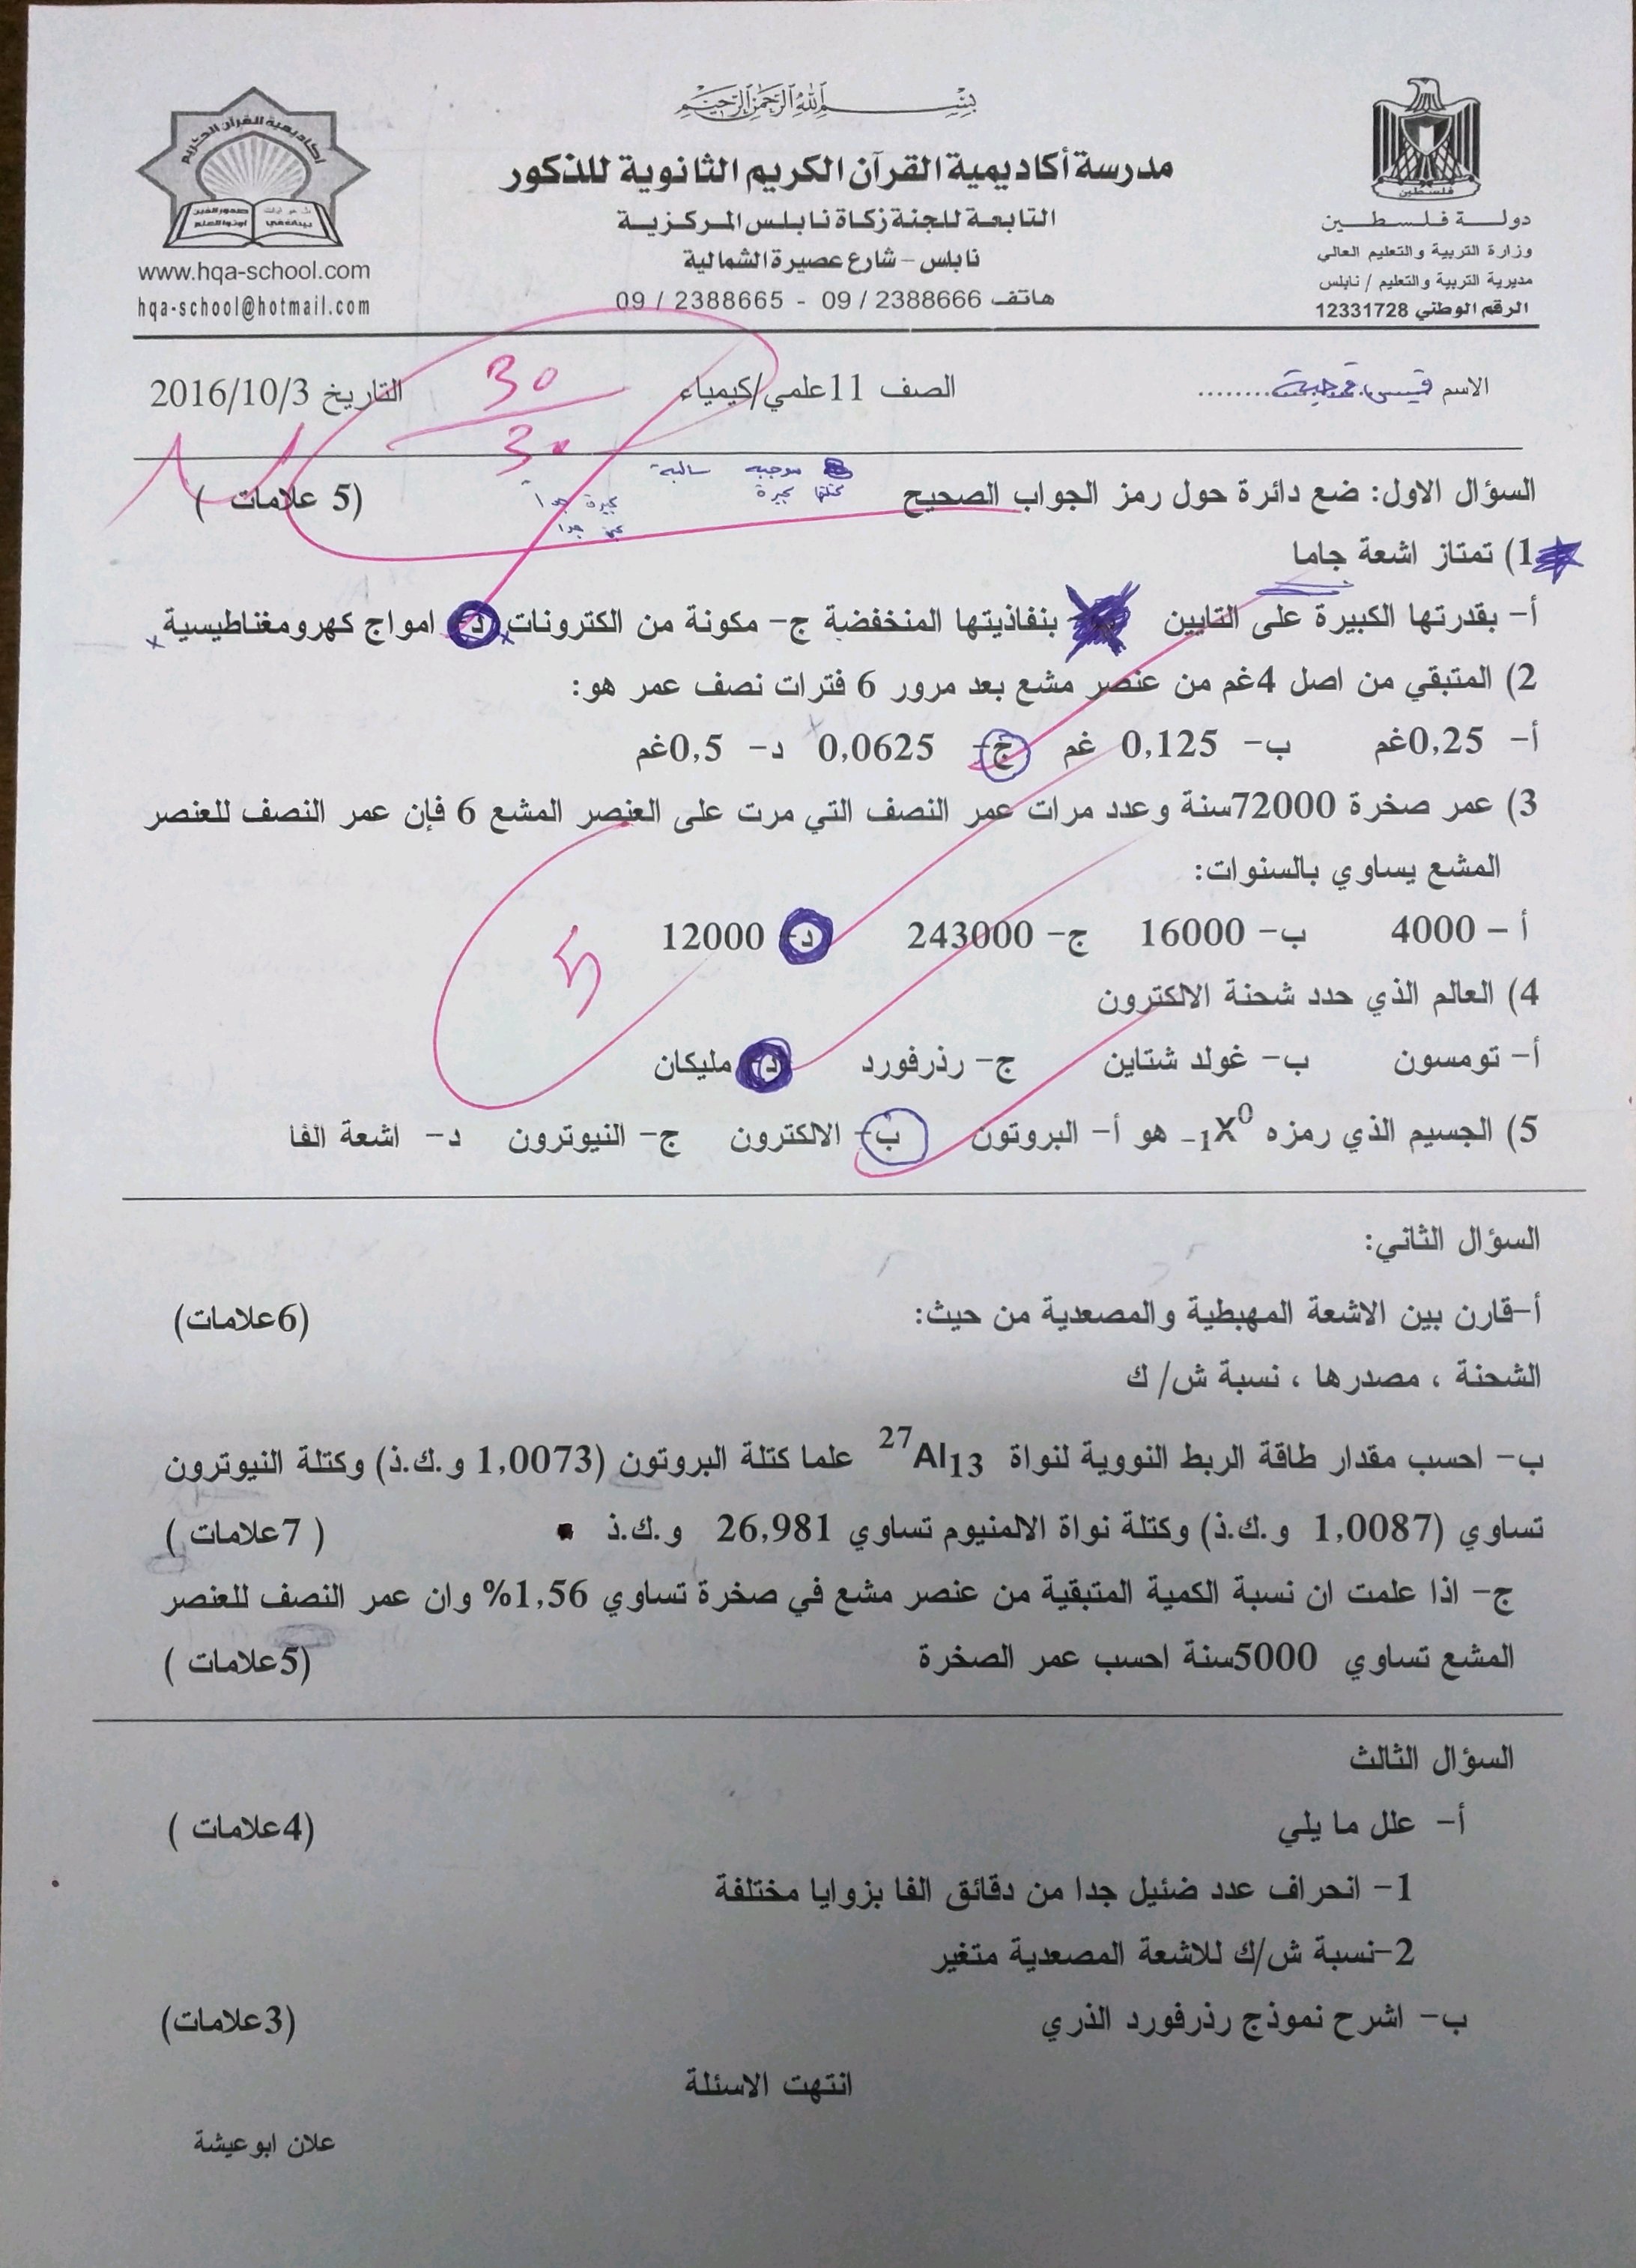 بسم الله الرحمن الرحيم
أكاديمية القرآن الكريم
مدرسة أكاديمية القرآن الكريم الثانوية للذكور
التابعة للجنة زكاة نابلس المركزية
نابلس – شارع عصيرة الشمالية
هاتف 2388666 / 09 - 2388665 / 09
فلسطين
دولة فلسطين
وزارة التربية والتعليم العالي
مديرية التربية والتعليم / نابلس
الرقم الوطني 12331728
www.hqa-school.com
hqa-school@hotmail.com
الاسم قيس ........ الصف 11علمي/كيمياء التاريخ 2016/10/3
30
30
موجبة سالبة
كبيرة جداً
السؤال الاول: ضع دائرة حول رمز الجواب الصحيح (5 علامات )
1) تمتاز اشعة جاما
أ- بقدرتها الكبيرة على التايين بنفاذيتها المنخفضة ج- مكونة من الكترونات د- امواج كهرومغناطيسية
2) المتبقي من اصل 4غم من عنصر مشع بعد مرور 6 فترات نصف عمر هو:
أ- 0,25غم ب- 0,125 غم ج- 0,0625 د- 0,5غم
3) عمر صخرة 72000سنة وعدد مرات عمر النصف التي مرت على العنصر المشع 6 فإن عمر النصف للعنصر
المشع يساوي بالسنوات:
أ – 4000 ب- 16000 ج- 243000 د- 12000
5
4) العالم الذي حدد شحنة الالكترون
أ- تومسون ب- غولد شتاين ج- رذرفورد د- مليكان
5) الجسيم الذي رمزه ₋₁X⁰ هو أ- البروتون ب- الالكترون ج- النيوترون د- اشعة الفا
السؤال الثاني:
أ-قارن بين الاشعة المهبطية والمصعدية من حيث: (6علامات)
الشحنة ، مصدرها ، نسبة ش/ ك
ب- احسب مقدار طاقة الربط النووية لنواة ²⁷Al₁₃ علما كتلة البروتون (1,0073 و.ك.ذ) وكتلة النيوترون
تساوي (1,0087 و.ك.ذ) وكتلة نواة الالمنيوم تساوي 26,981 و.ك.ذ ( 7علامات )
ج- اذا علمت ان نسبة الكمية المتبقية من عنصر مشع في صخرة تساوي 1,56% وان عمر النصف للعنصر
المشع تساوي 5000سنة احسب عمر الصخرة (5علامات )
السؤال الثالث
أ- علل ما يلي (4علامات )
1- انحراف عدد ضئيل جدا من دقائق الفا بزوايا مختلفة
2-نسبة ش/ك للاشعة المصعدية متغير
ب- اشرح نموذج رذرفورد الذري (3علامات)
انتهت الاسئلة
علان ابوعيشة